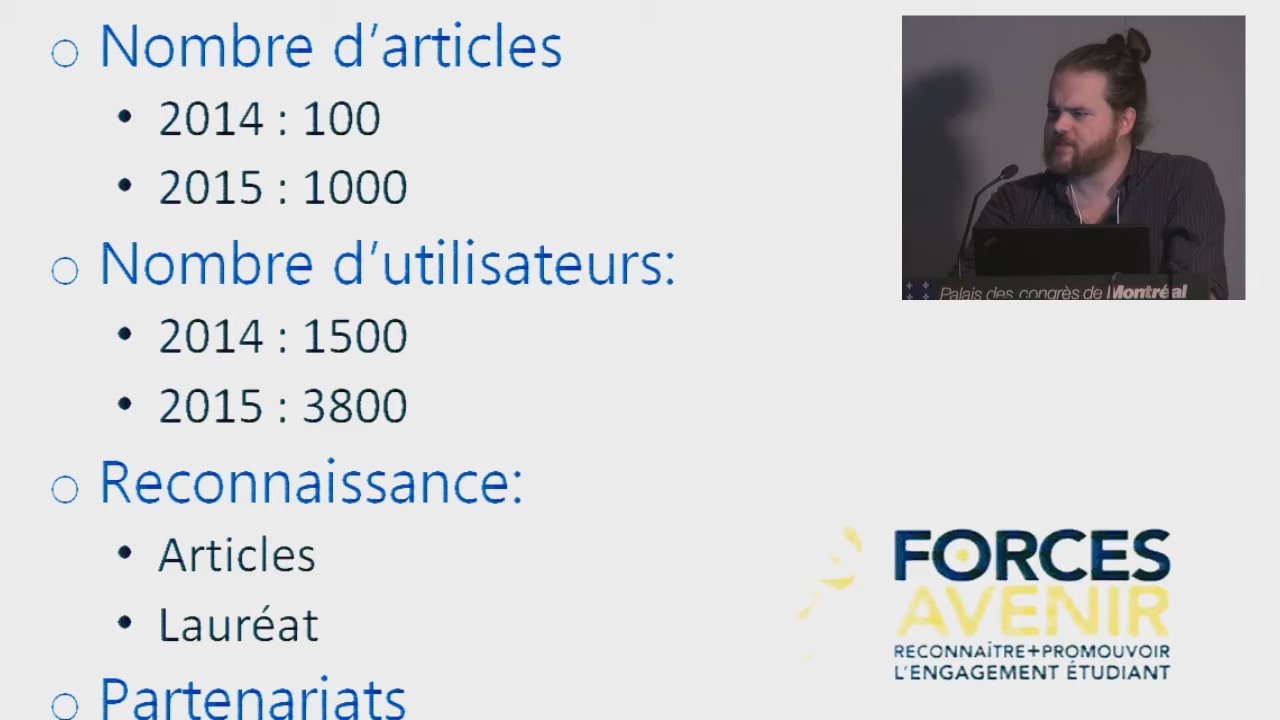 Nombre d'articles
2014 : 100
2015 : 1000
Nombre d'utilisateurs:
2014 : 1500
2015 : 3800
Reconnaissance:
Articles
Lauréat
Partenariats
Palais des congrès de Montréal
FORCES
AVENIR
RECONNAÎTRE+PROMOUVOIR
L'ENGAGEMENT ÉTUDIANT